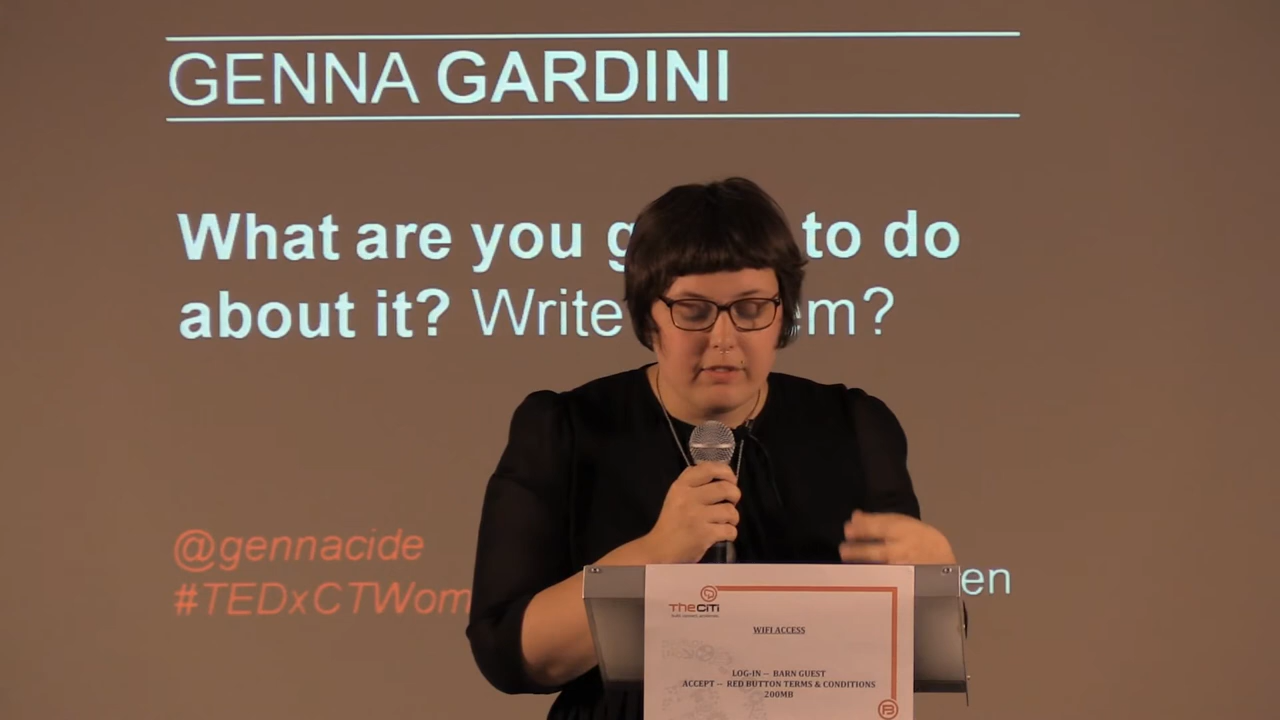 GENNA GARDINI
What are you g to do
about it? Write em?
@gennacide
#TEDxCTWom en
THECITI
WIFI ACCESS
LOG-IN – BARN GUEST
ACCEPT – RED BUTTON TERMS & CONDITIONS
200MB